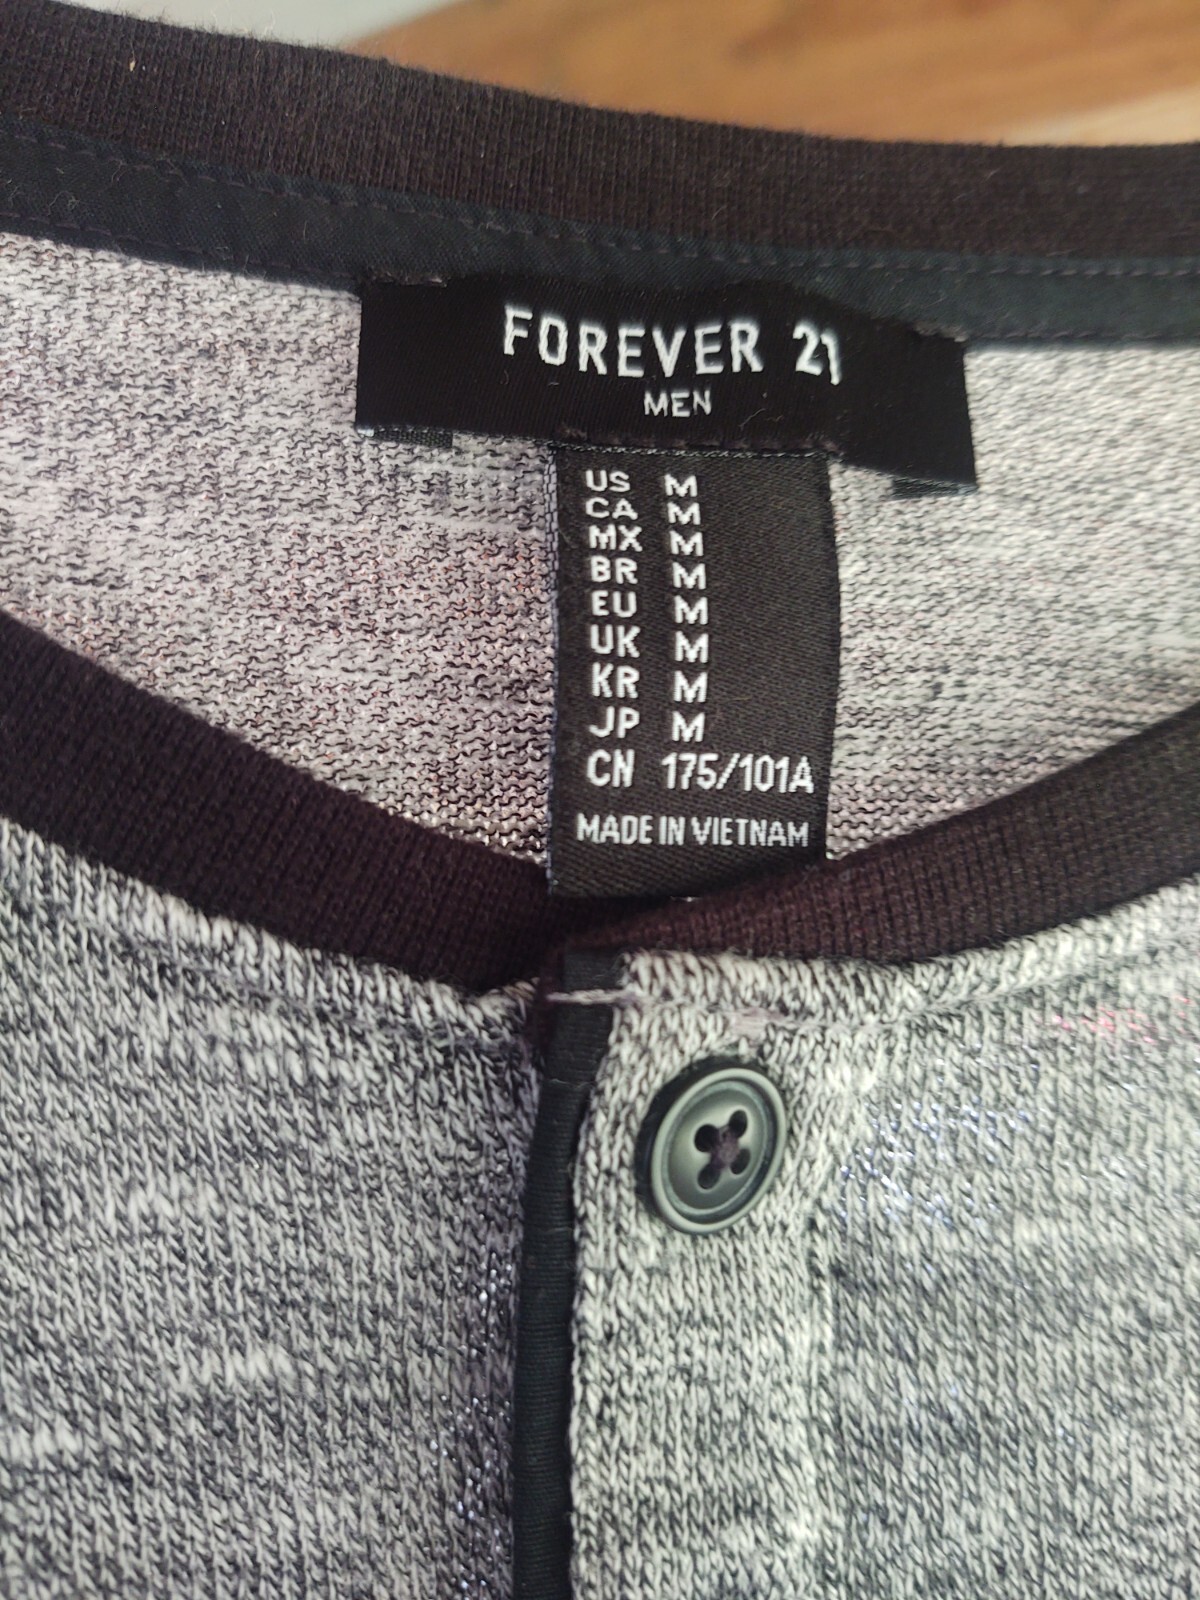 FOREVER 21
MEN
US M
CA M
MX M
BR M
EU M
UK M
KR M
JP M
CN 175/101A
MADE IN VIETNAM